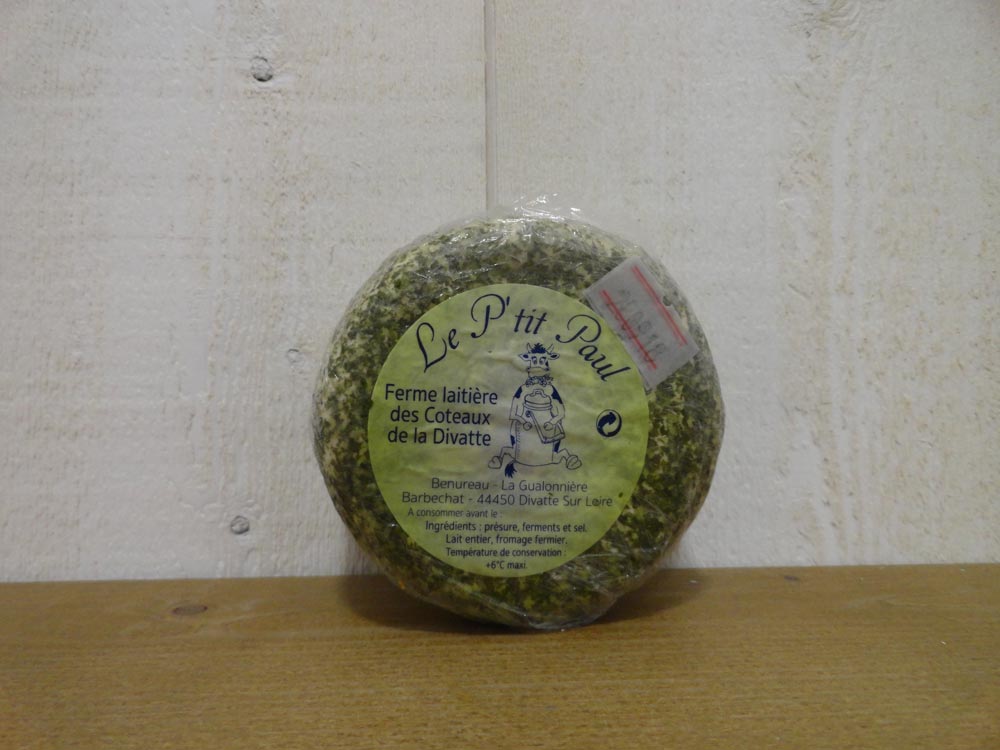 Le P'tit Paul
Ferme laitière
des Coteaux
de la Divatte
Benureau - La Gualonnière
Barbechat - 44450 Divatte Sur Loire
A consommer avant le :
Ingrédients : présure, ferments et sel.
Lait entier, fromage fermier.
Température de conservation :
+6°C maxi.